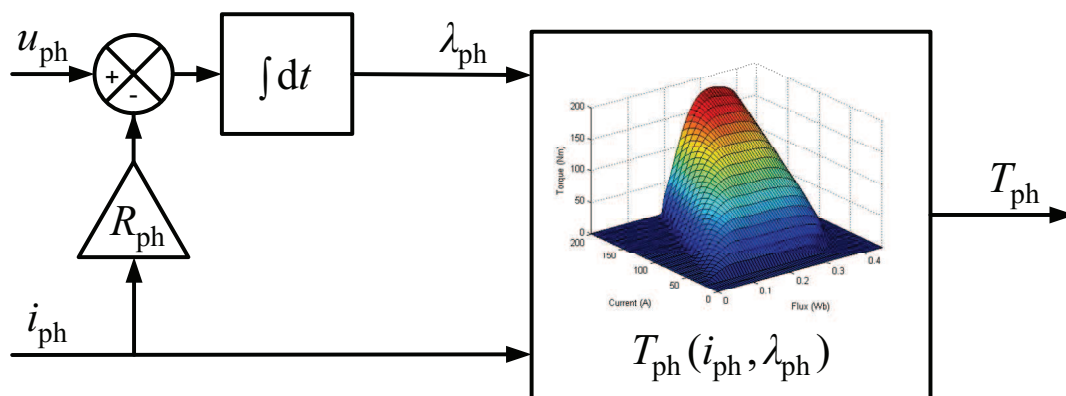 u_ph
+
-
∫dt
λ_ph
R_ph
i_ph
200
150
100
50
0
Torque (Nm)
200
150
100
50
0
Current (A)
0
0.1
0.2
0.3
0.4
Flux (Wb)
T_ph (i_ph, λ_ph)
T_ph